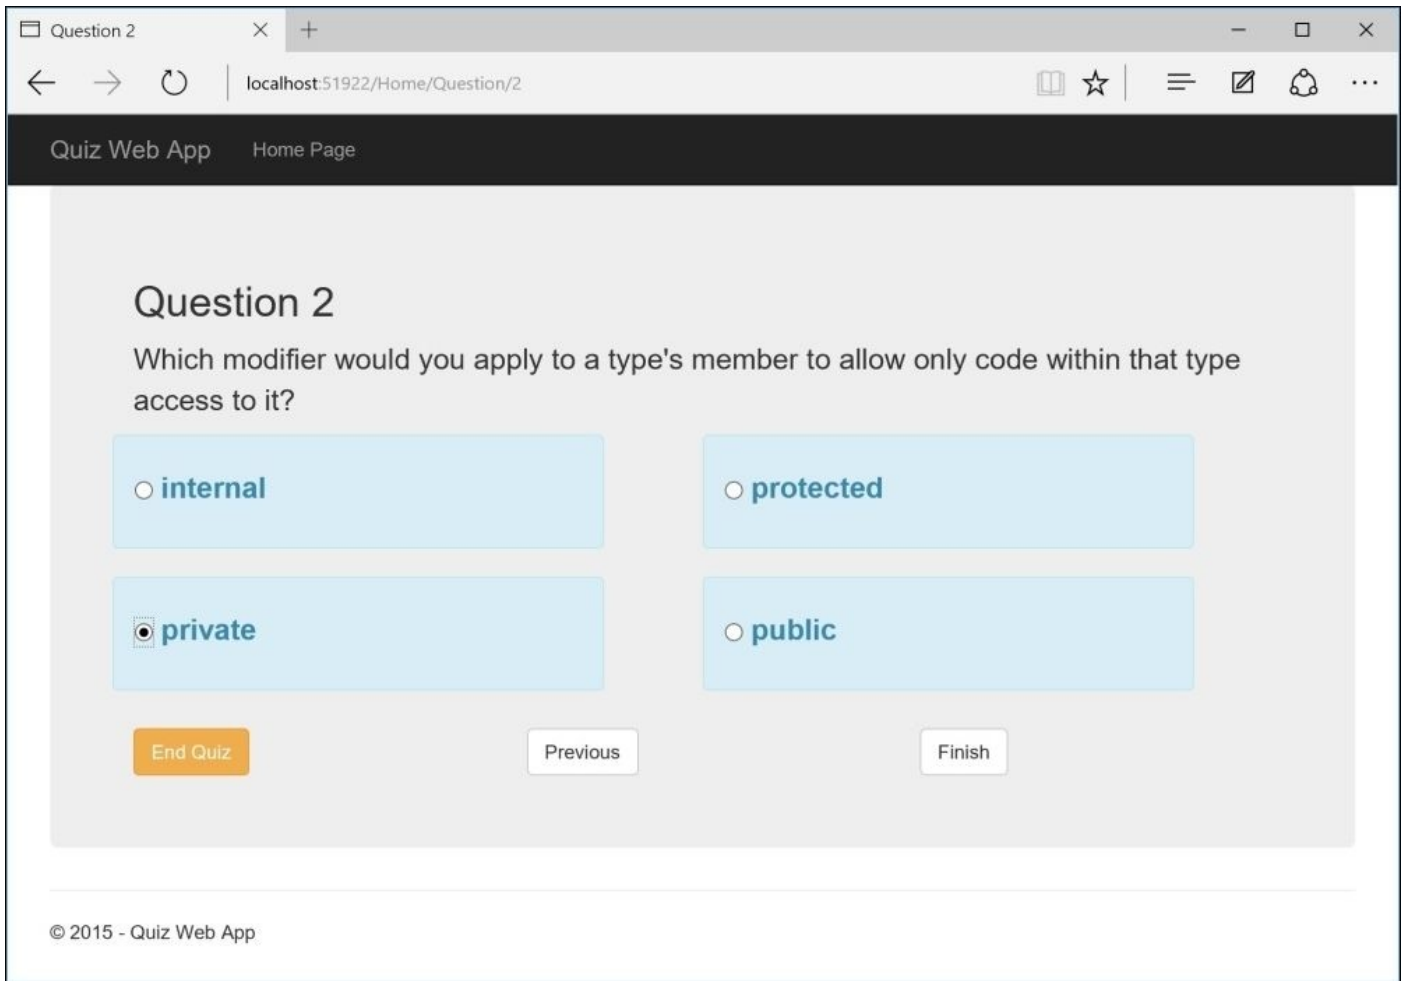 Question 2
localhost:51922/Home/Question/2
Quiz Web App Home Page
Question 2
Which modifier would you apply to a type's member to allow only code within that type
access to it?
internal protected
private public
End Quiz Previous Finish
© 2015 - Quiz Web App